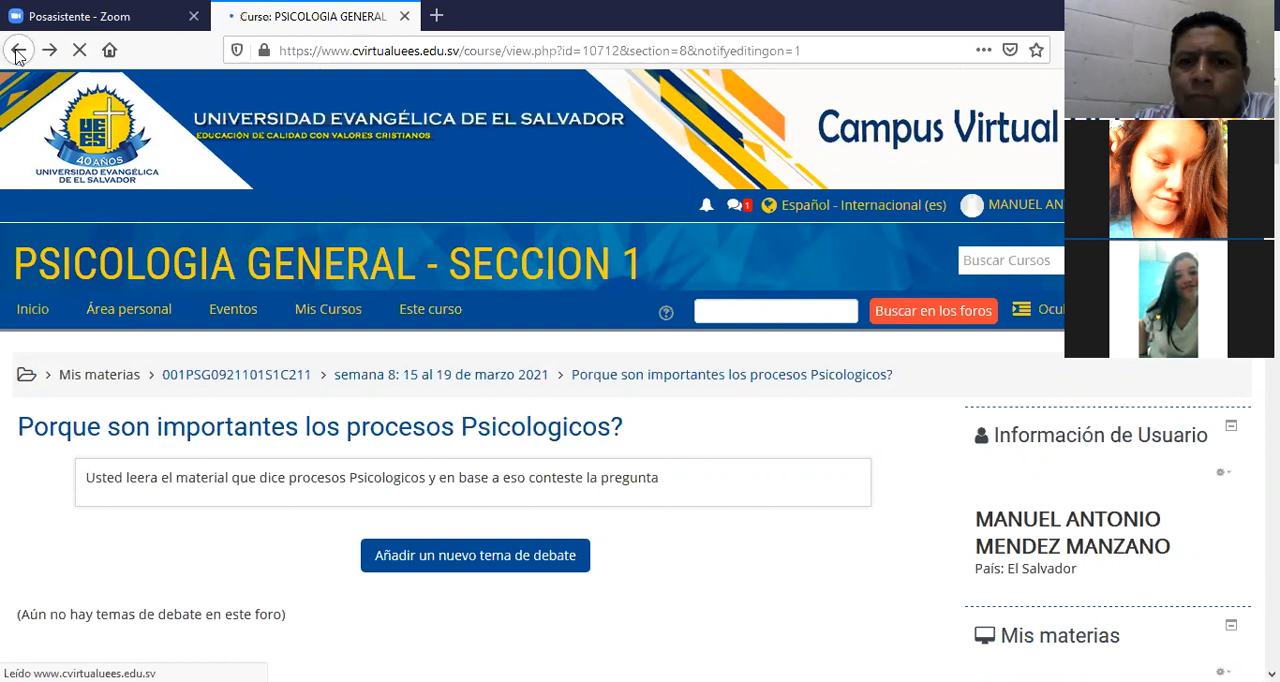 Posasistente - Zoom
Curso: PSICOLOGIA GENERAL
https://www.cvirtualuees.edu.sv/course/view.php?id=10712&section=8&notifyeditingon=1
UEES
40 AÑOS
UNIVERSIDAD EVANGÉLICA
DE EL SALVADOR
UNIVERSIDAD EVANGÉLICA DE EL SALVADOR
EDUCACIÓN DE CALIDAD CON VALORES CRISTIANOS
Campus Virtual
1
Español - Internacional (es)
MANUEL AN
PSICOLOGIA GENERAL - SECCION 1
Buscar Cursos
Inicio
Área personal
Eventos
Mis Cursos
Este curso
Buscar en los foros
Ocu
Mis materias > 001PSG0921101S1C211 > semana 8: 15 al 19 de marzo 2021 > Porque son importantes los procesos Psicologicos?
Porque son importantes los procesos Psicologicos?
Usted leera el material que dice procesos Psicologicos y en base a eso conteste la pregunta
Añadir un nuevo tema de debate
(Aún no hay temas de debate en este foro)
Información de Usuario
MANUEL ANTONIO
MENDEZ MANZANO
País: El Salvador
Mis materias
Leído www.cvirtualuees.edu.sv